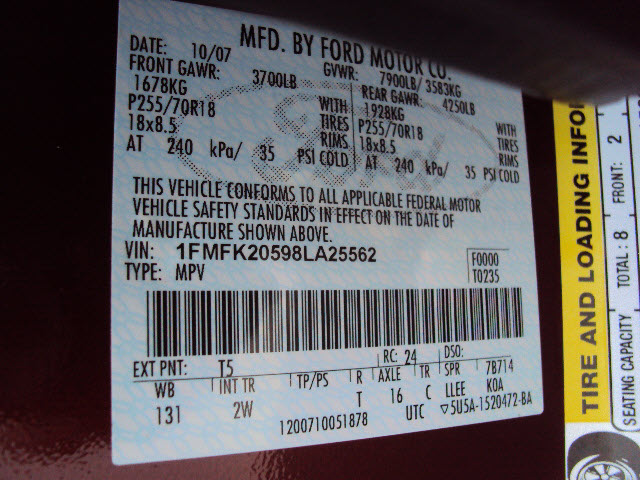 MFD. BY FORD MOTOR CO.
DATE: 10/07 GVWR: 7900LB/ 3583KG
FRONT GAWR: 3700LB REAR GAWR: 4250LB
1678KG WITH 1928KG WITH
P255/70R18 TIRES P255/70R18 TIRES
18x8.5 RIMS 18x8.5 RIMS
AT 240 kPa/ 35 PSI COLD AT 240 kPa/ 35 PSI COLD
THIS VEHICLE CONFORMS TO ALL APPLICABLE FEDERAL MOTOR
VEHICLE SAFETY STANDARDS IN EFFECT ON THE DATE OF
MANUFACTURE SHOWN ABOVE.
VIN: 1FMFK20598LA25562 F0000
TYPE: MPV T0235
EXT PNT: T5 RC: 24 DSO:
WB INT TR TP/PS R AXLE TR SPR 7B714
131 2W T 16 C LLEE KOA
1200710051878 UTC ▽5U5A-1520472-BA
Ford
TIRE AND LOADING INFOR
SEATING CAPACITY TOTAL: 8 FRONT: 2